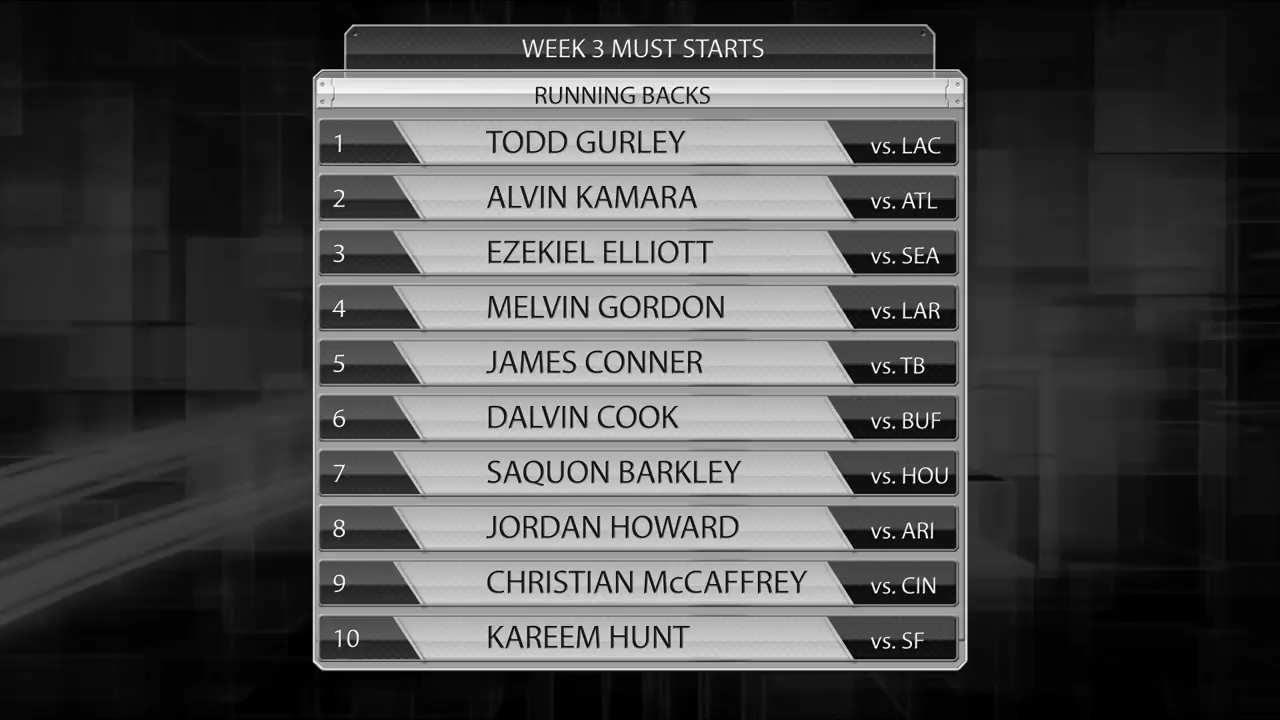 WEEK 3 MUST STARTS
RUNNING BACKS
1 TODD GURLEY vs. LAC
2 ALVIN KAMARA vs. ATL
3 EZEKIEL ELLIOTT vs. SEA
4 MELVIN GORDON vs. LAR
5 JAMES CONNER vs. TB
6 DALVIN COOK vs. BUF
7 SAQUON BARKLEY vs. HOU
8 JORDAN HOWARD vs. ARI
9 CHRISTIAN McCAFFREY vs. CIN
10 KAREEM HUNT vs. SF